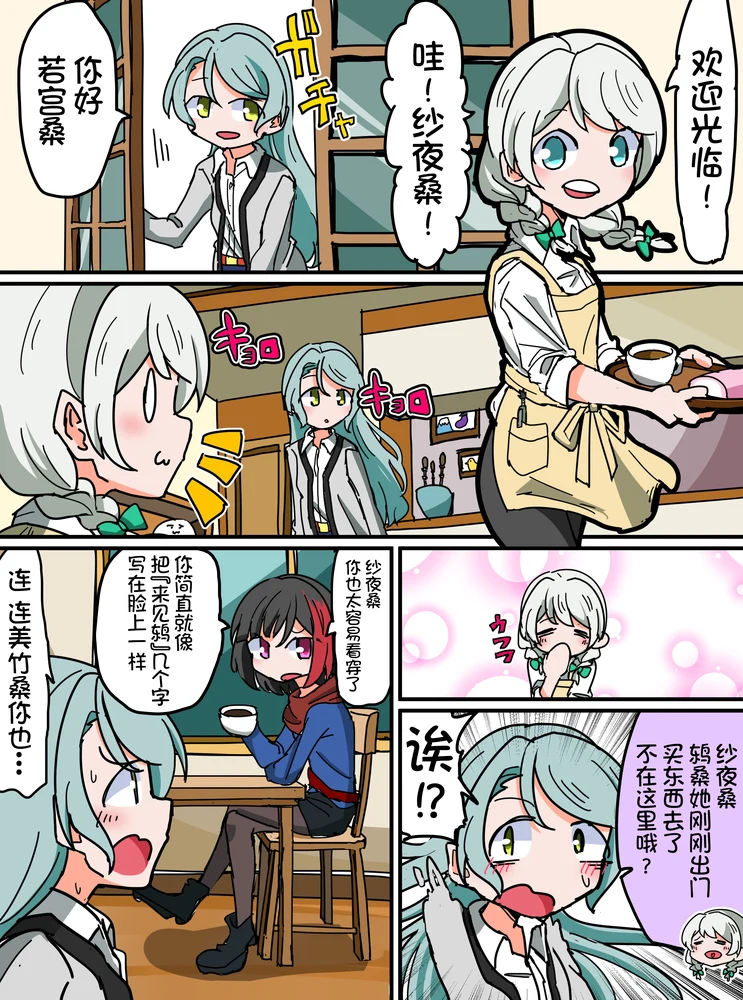 欢迎光临！
哇！纱夜桑！
ガチャ
你好
若宫桑
キョロ
キョロ
ウフフ
纱夜桑
鸫桑她刚刚出门
买东西去了
不在这里哦？
诶!?
纱夜桑
你也太容易看穿了
你简直就像
把『来见鸫』几个字
写在脸上一样
连 连美竹桑你也…